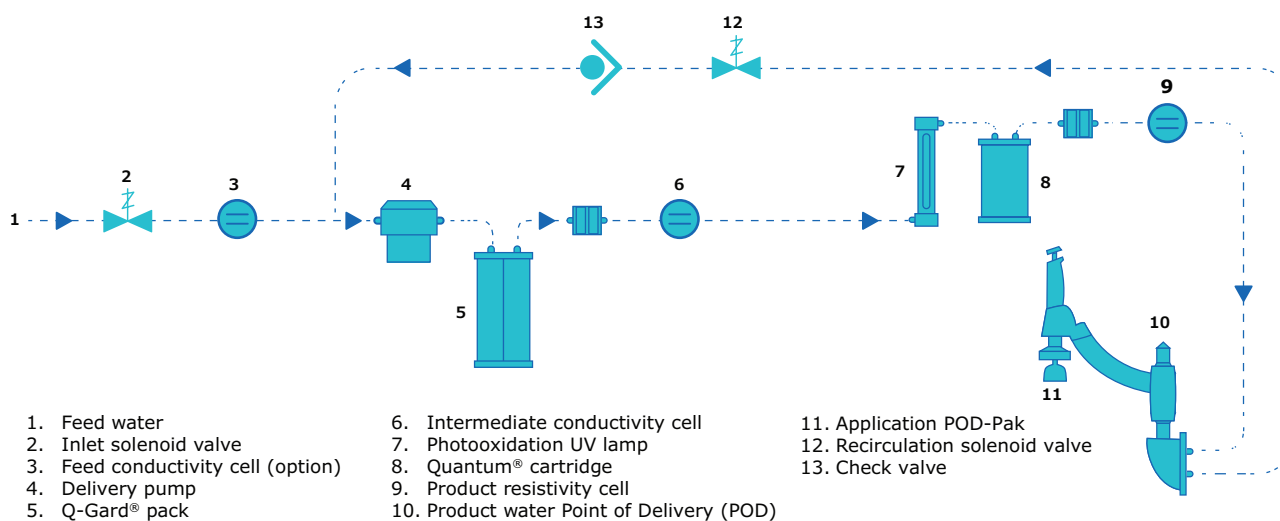 13
12
9
2
3
4
6
7
8
1
5
10
11
1. Feed water
2. Inlet solenoid valve
3. Feed conductivity cell (option)
4. Delivery pump
5. Q-Gard® pack
6. Intermediate conductivity cell
7. Photooxidation UV lamp
8. Quantum® cartridge
9. Product resistivity cell
10. Product water Point of Delivery (POD)
11. Application POD-Pak
12. Recirculation solenoid valve
13. Check valve